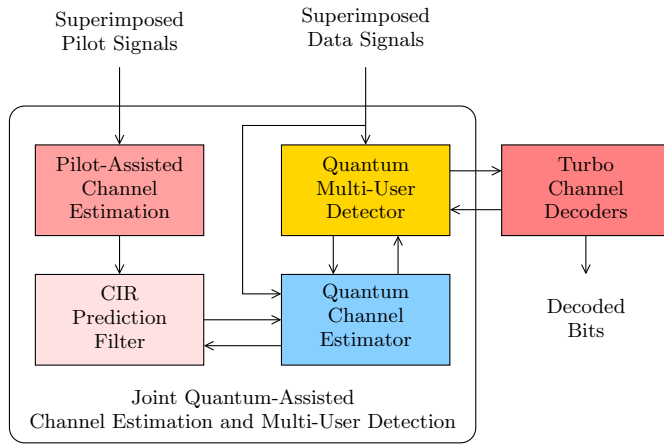 Superimposed
Pilot Signals
Superimposed
Data Signals
Pilot-Assisted
Channel
Estimation
Quantum
Multi-User
Detector
Turbo
Channel
Decoders
CIR
Prediction
Filter
Quantum
Channel
Estimator
Decoded
Bits
Joint Quantum-Assisted
Channel Estimation and Multi-User Detection